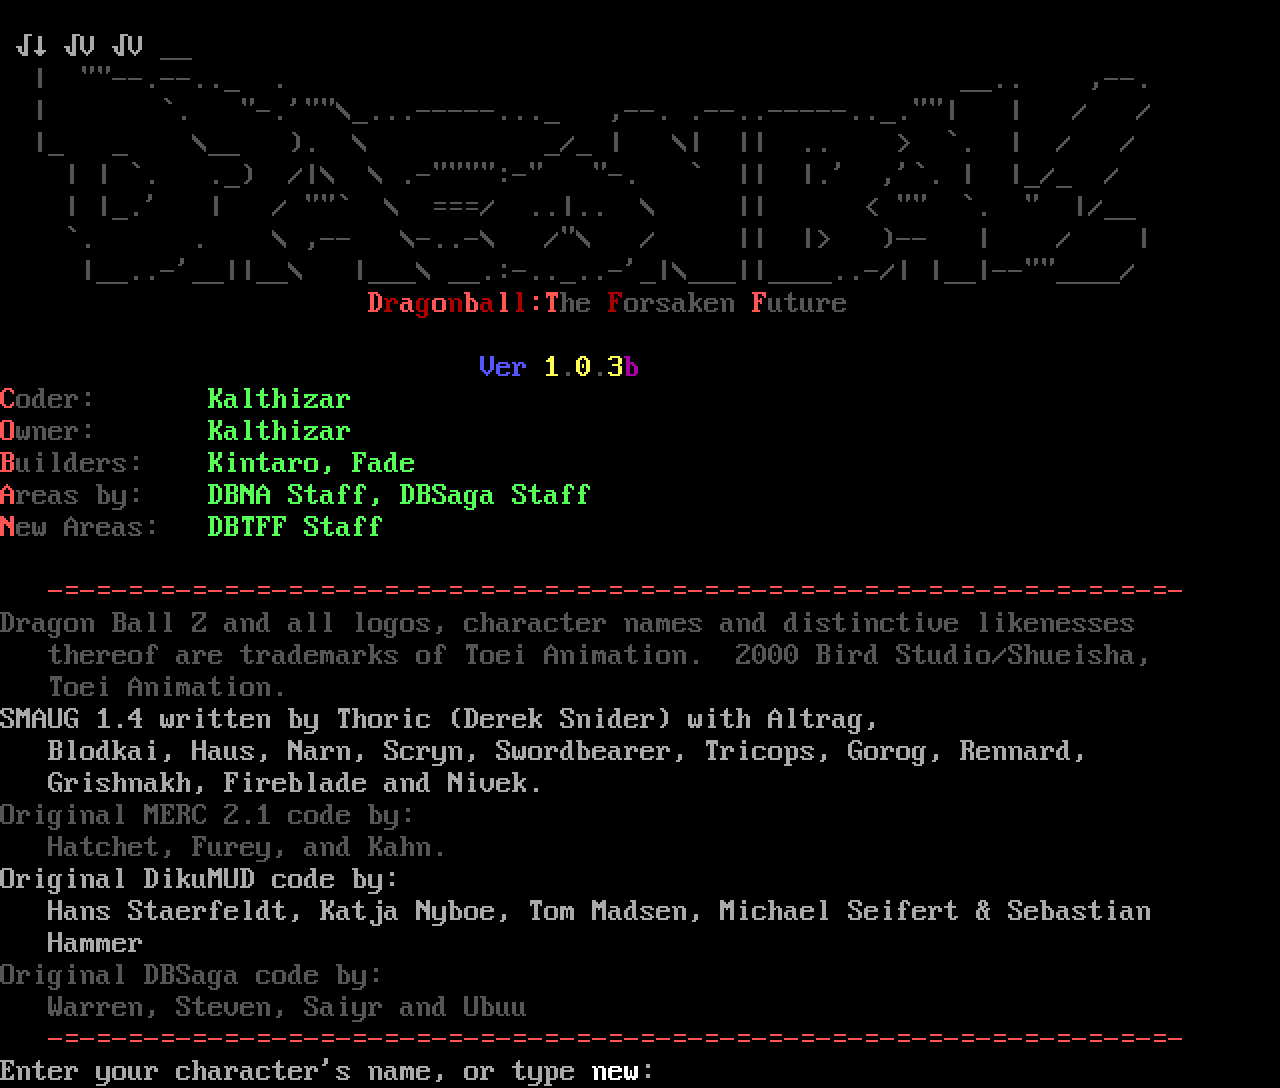 Dragonball:The Forsaken Future
Ver 1.0.3b
Coder: Kalthizar
Owner: Kalthizar
Builders: Kintaro, Fade
Areas by: DBNA Staff, DBSaga Staff
New Areas: DBTFF Staff
-=-=-=-=-=-=-=-=-=-=-=-=-=-=-=-=-=-=-=-=-=-=-=-=-=-=-=-=-=-=-=-=-=-=-=-
Dragon Ball Z and all logos, character names and distinctive likenesses
thereof are trademarks of Toei Animation.  2000 Bird Studio/Shueisha,
Toei Animation.
SMAUG 1.4 written by Thoric (Derek Snider) with Altrag,
Blodkai, Haus, Narn, Scryn, Swordbearer, Tricops, Gorog, Rennard,
Grishnakh, Fireblade and Nivek.
Original MERC 2.1 code by:
Hatchet, Furey, and Kahn.
Original DikuMUD code by:
Hans Staerfeldt, Katja Nyboe, Tom Madsen, Michael Seifert & Sebastian
Hammer
Original DBSaga code by:
Warren, Steven, Saiyr and Ubuu
-=-=-=-=-=-=-=-=-=-=-=-=-=-=-=-=-=-=-=-=-=-=-=-=-=-=-=-=-=-=-=-=-=-=-=-
Enter your character's name, or type new: